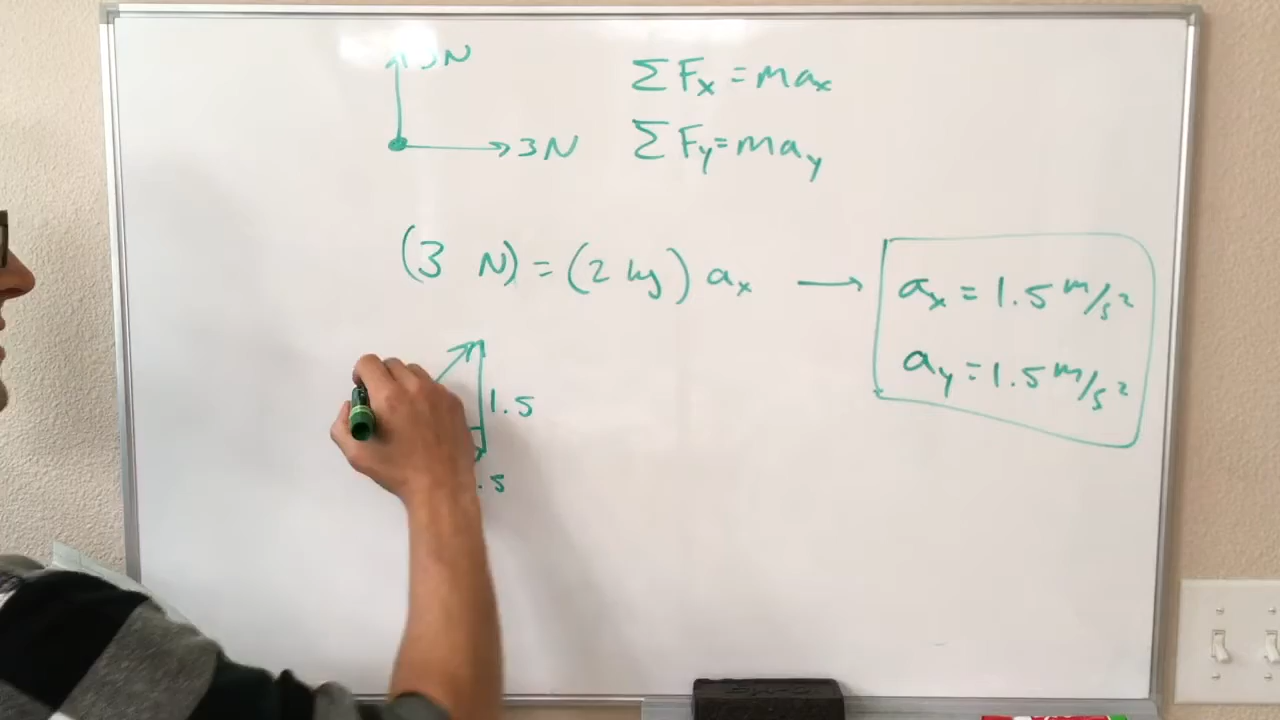 3N
3N
ΣFx = max
ΣFy = may
(3 N) = (2 kg) ax → ax = 1.5 m/s²
ay = 1.5 m/s²
1.5
.5